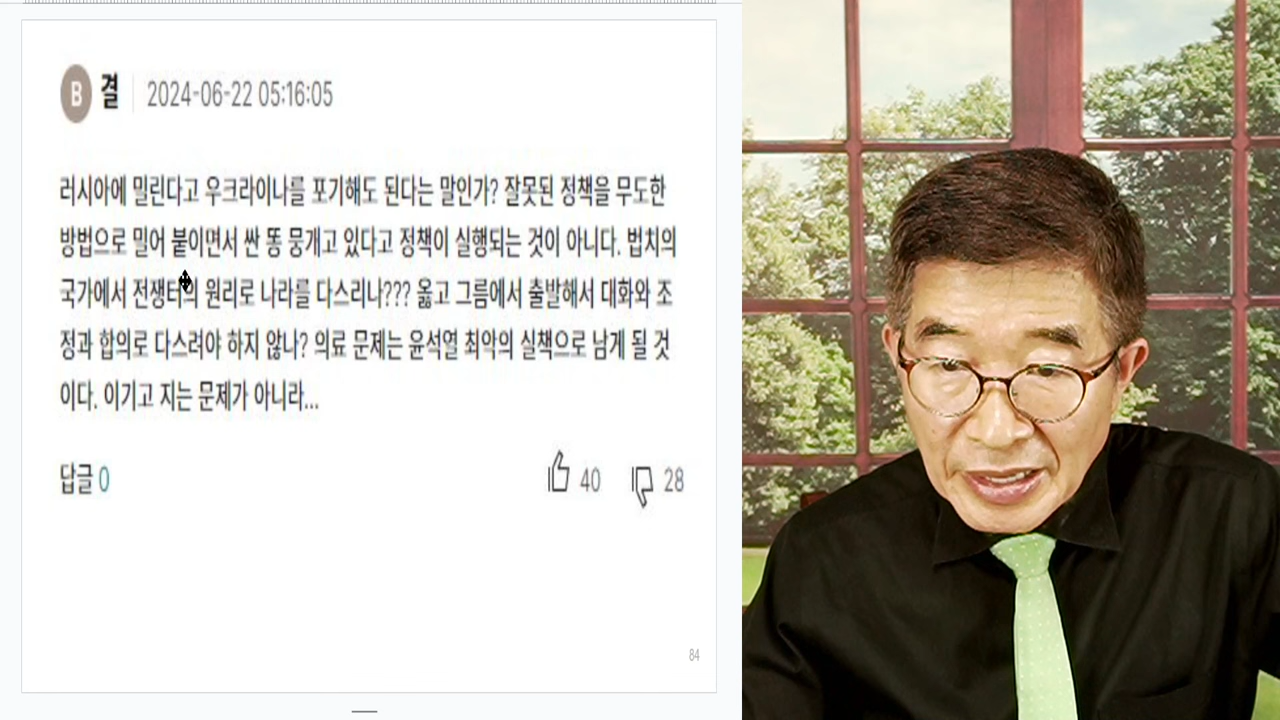 B 결 2024-06-22 05:16:05
러시아에 밀린다고 우크라이나를 포기해도 된다는 말인가? 잘못된 정책을 무도한
방법으로 밀어 붙이면서 싼 똥 뭉개고 있다고 정책이 실행되는 것이 아니다. 법치의
국가에서 전쟁터의 원리로 나라를 다스리나??? 옳고 그름에서 출발해서 대화와 조
정과 합의로 다스려야 하지 않나? 의료 문제는 윤석열 최악의 실책으로 남게 될 것
이다. 이기고 지는 문제가 아니라...
답글 0 40 28
84